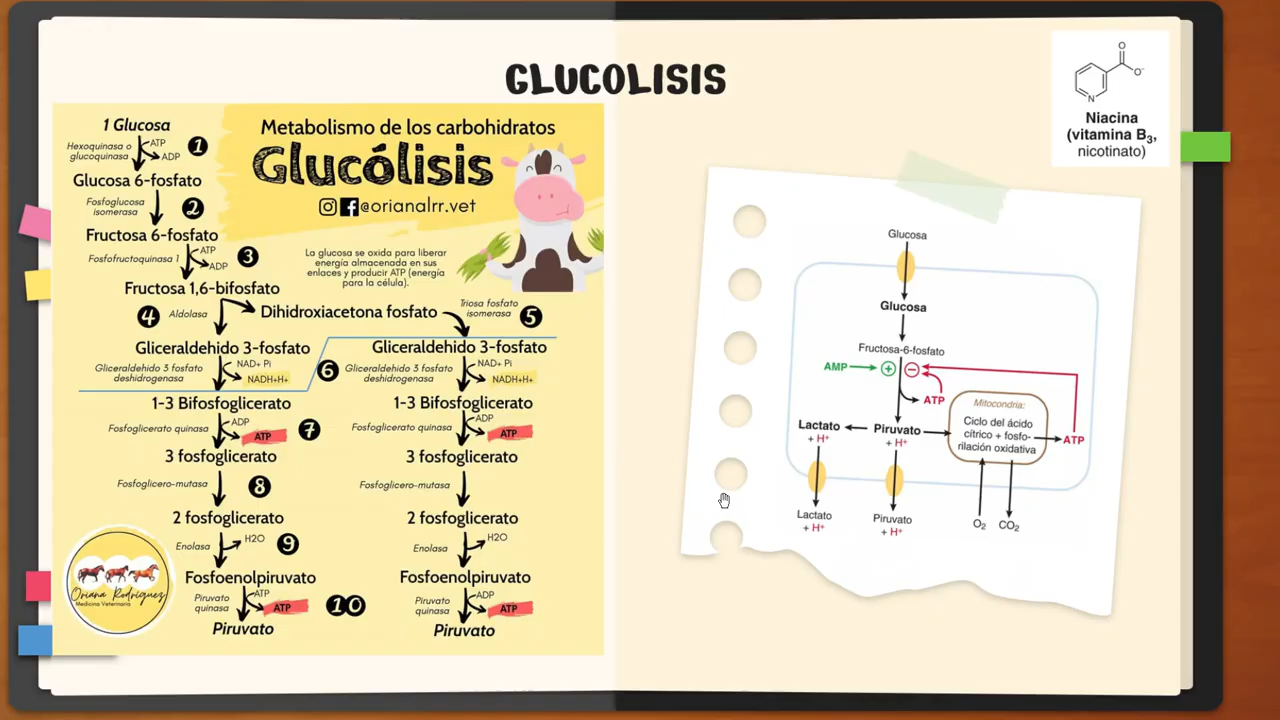 GLUCOLISIS
1 Glucosa
Hexoquinasa o
glucoquinasa
ATP
ADP
1
Glucosa 6-fosfato
Fosfoglucosa
isomerasa
2
Fructosa 6-fosfato
Fosfofructoquinasa 1
ATP
ADP
3
Fructosa 1,6-bifosfato
4
Aldolasa
Dihidroxiacetona fosfato
Triosa fosfato
isomerasa
5
Metabolismo de los carbohidratos
Glucólisis
@orianalrr.vet
La glucosa se oxida para liberar
energía almacenada en sus
enlaces y producir ATP (energía
para la célula).
Gliceraldehido 3-fosfato
Gliceraldehido 3 fosfato
deshidrogenasa
NAD+ Pi
NADH+H+
6
1-3 Bifosfoglicerato
Fosfoglicerato quinasa
ADP
ATP
7
3 fosfoglicerato
Fosfoglicero-mutasa
8
2 fosfoglicerato
Enolasa
H2O
9
Fosfoenolpiruvato
Piruvato
quinasa
ATP
ATP
10
Piruvato
Gliceraldehido 3-fosfato
Gliceraldehido 3 fosfato
deshidrogenasa
NAD+ Pi
NADH+H+
1-3 Bifosfoglicerato
Fosfoglicerato quinasa
ADP
ATP
3 fosfoglicerato
Fosfoglicero-mutasa
2 fosfoglicerato
Enolasa
H2O
Fosfoenolpiruvato
Piruvato
quinasa
ADP
ATP
Piruvato
Oriana Rodríguez
Medicina Veterinaria
O
O-
N
Niacina
(vitamina B3,
nicotinato)
Glucosa
Glucosa
Fructosa-6-fosfato
AMP
+
−
ATP
Lactato
+ H+
Piruvato
+ H+
Mitocondria:
Ciclo del ácido
cítrico + fosfo-
rilación oxidativa
ATP
Lactato
+ H+
Piruvato
+ H+
O2
CO2